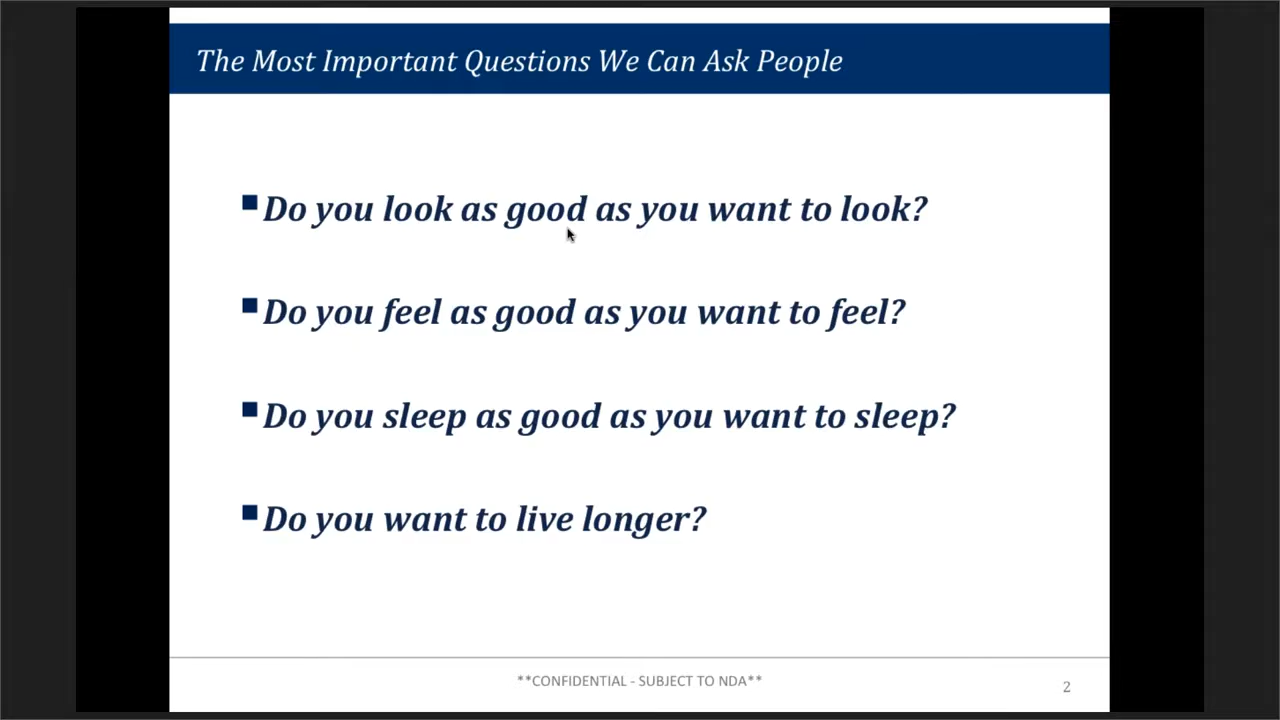 The Most Important Questions We Can Ask People
Do you look as good as you want to look?
Do you feel as good as you want to feel?
Do you sleep as good as you want to sleep?
Do you want to live longer?
**CONFIDENTIAL - SUBJECT TO NDA**
2